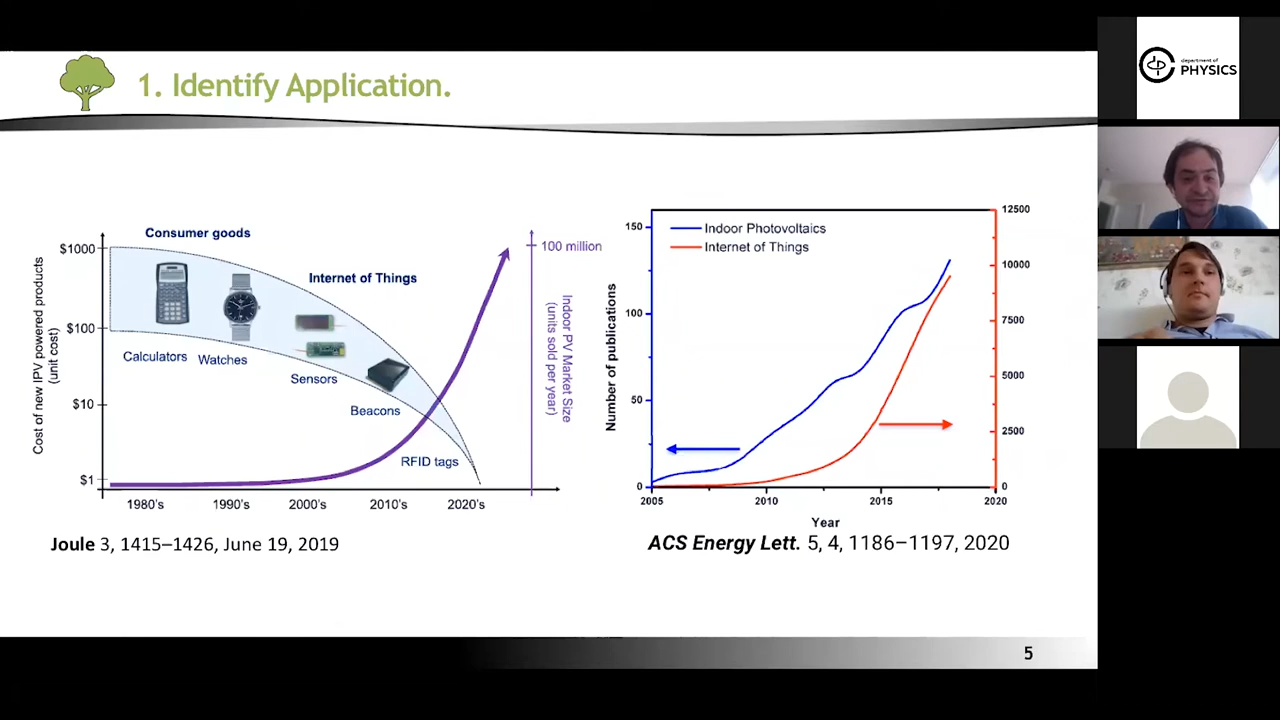 1. Identify Application.
Consumer goods
Internet of Things
Calculators
Watches
Sensors
Beacons
RFID tags
Cost of new IPV powered products
(unit cost)
$1000
$100
$10
$1
1980's 1990's 2000's 2010's 2020's
100 million
Indoor PV Market Size
(units sold per year)
Joule 3, 1415–1426, June 19, 2019
Indoor Photovoltaics
Internet of Things
Number of publications
150
100
50
0
12500
10000
7500
5000
2500
0
2005 2010 2015 2020
Year
ACS Energy Lett. 5, 4, 1186–1197, 2020
5
department of
PHYSICS